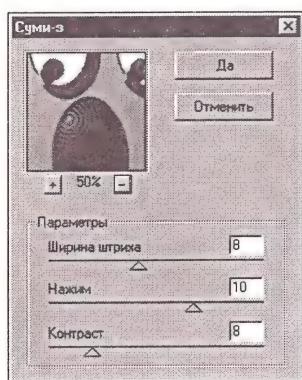 Суми-э
Да
Отменить
+ 50% -
Параметры
Ширина штриха 8
Нажим 10
Контраст 8